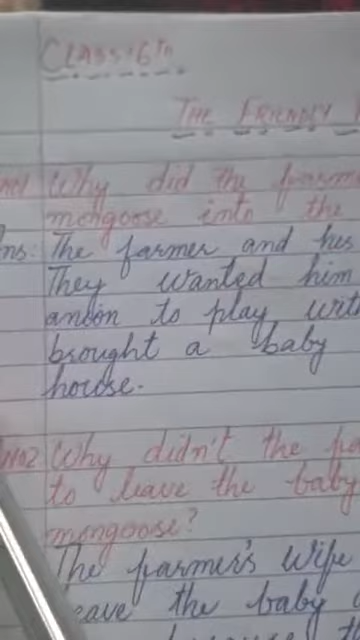 CLASS:6TH
THE FRIENDLY
Why did the
mongoose into the
Ans: The farmer and his
They wanted him
to play with
brought a baby
house.
No2 Why didn't the
to leave the baby
mongoose?
The farmer's wife
leave the baby